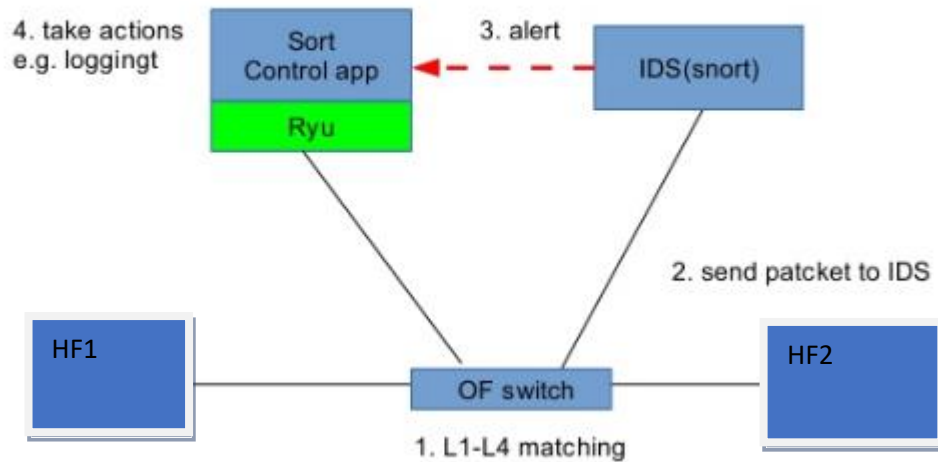 4. take actions
e.g. loggingt
Sort
Control app
Ryu
3. alert
IDS(snort)
2. send patcket to IDS
HF1
OF switch
HF2
1. L1-L4 matching